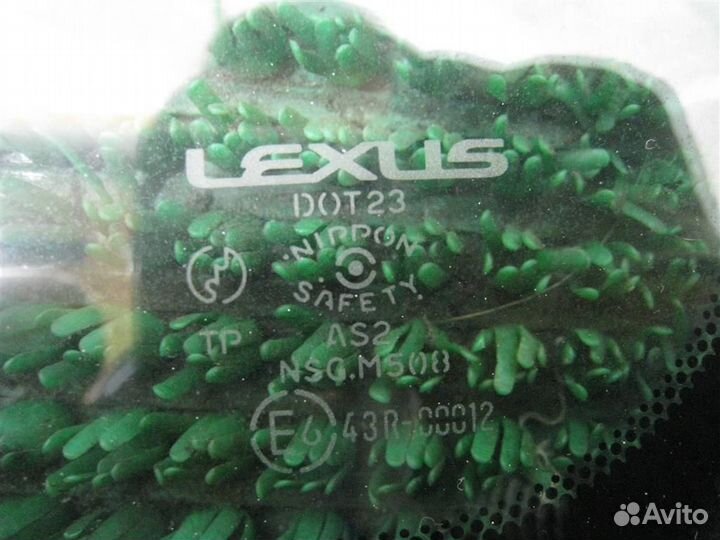 LEXUS
DOT23
NIPPON
SAFETY
TP
AS2
NSG.M508
E6 43R-00012
Avito